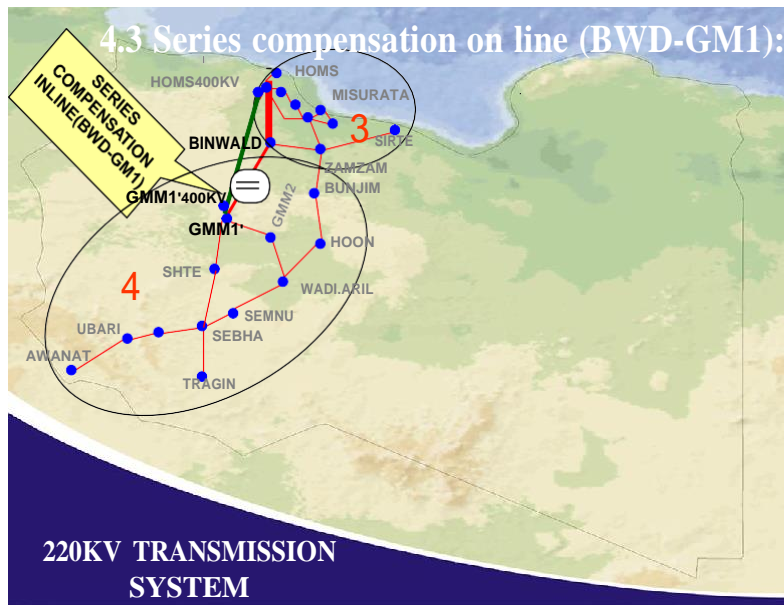 4.3 Series compensation on line (BWD-GM1):
SERIES
COMPENSATION
INLINE(BWD-GM1)
HOMS
HOMS400KV
MISURATA
3
SIRTE
BINWALD
ZAMZAM
BUNJIM
GMM1'400KV
GMM2
GMM1'
HOON
SHTE
4
WADI.ARIL
SEMNU
UBARI
SEBHA
AWANAT
TRAGIN
220KV TRANSMISSION
SYSTEM